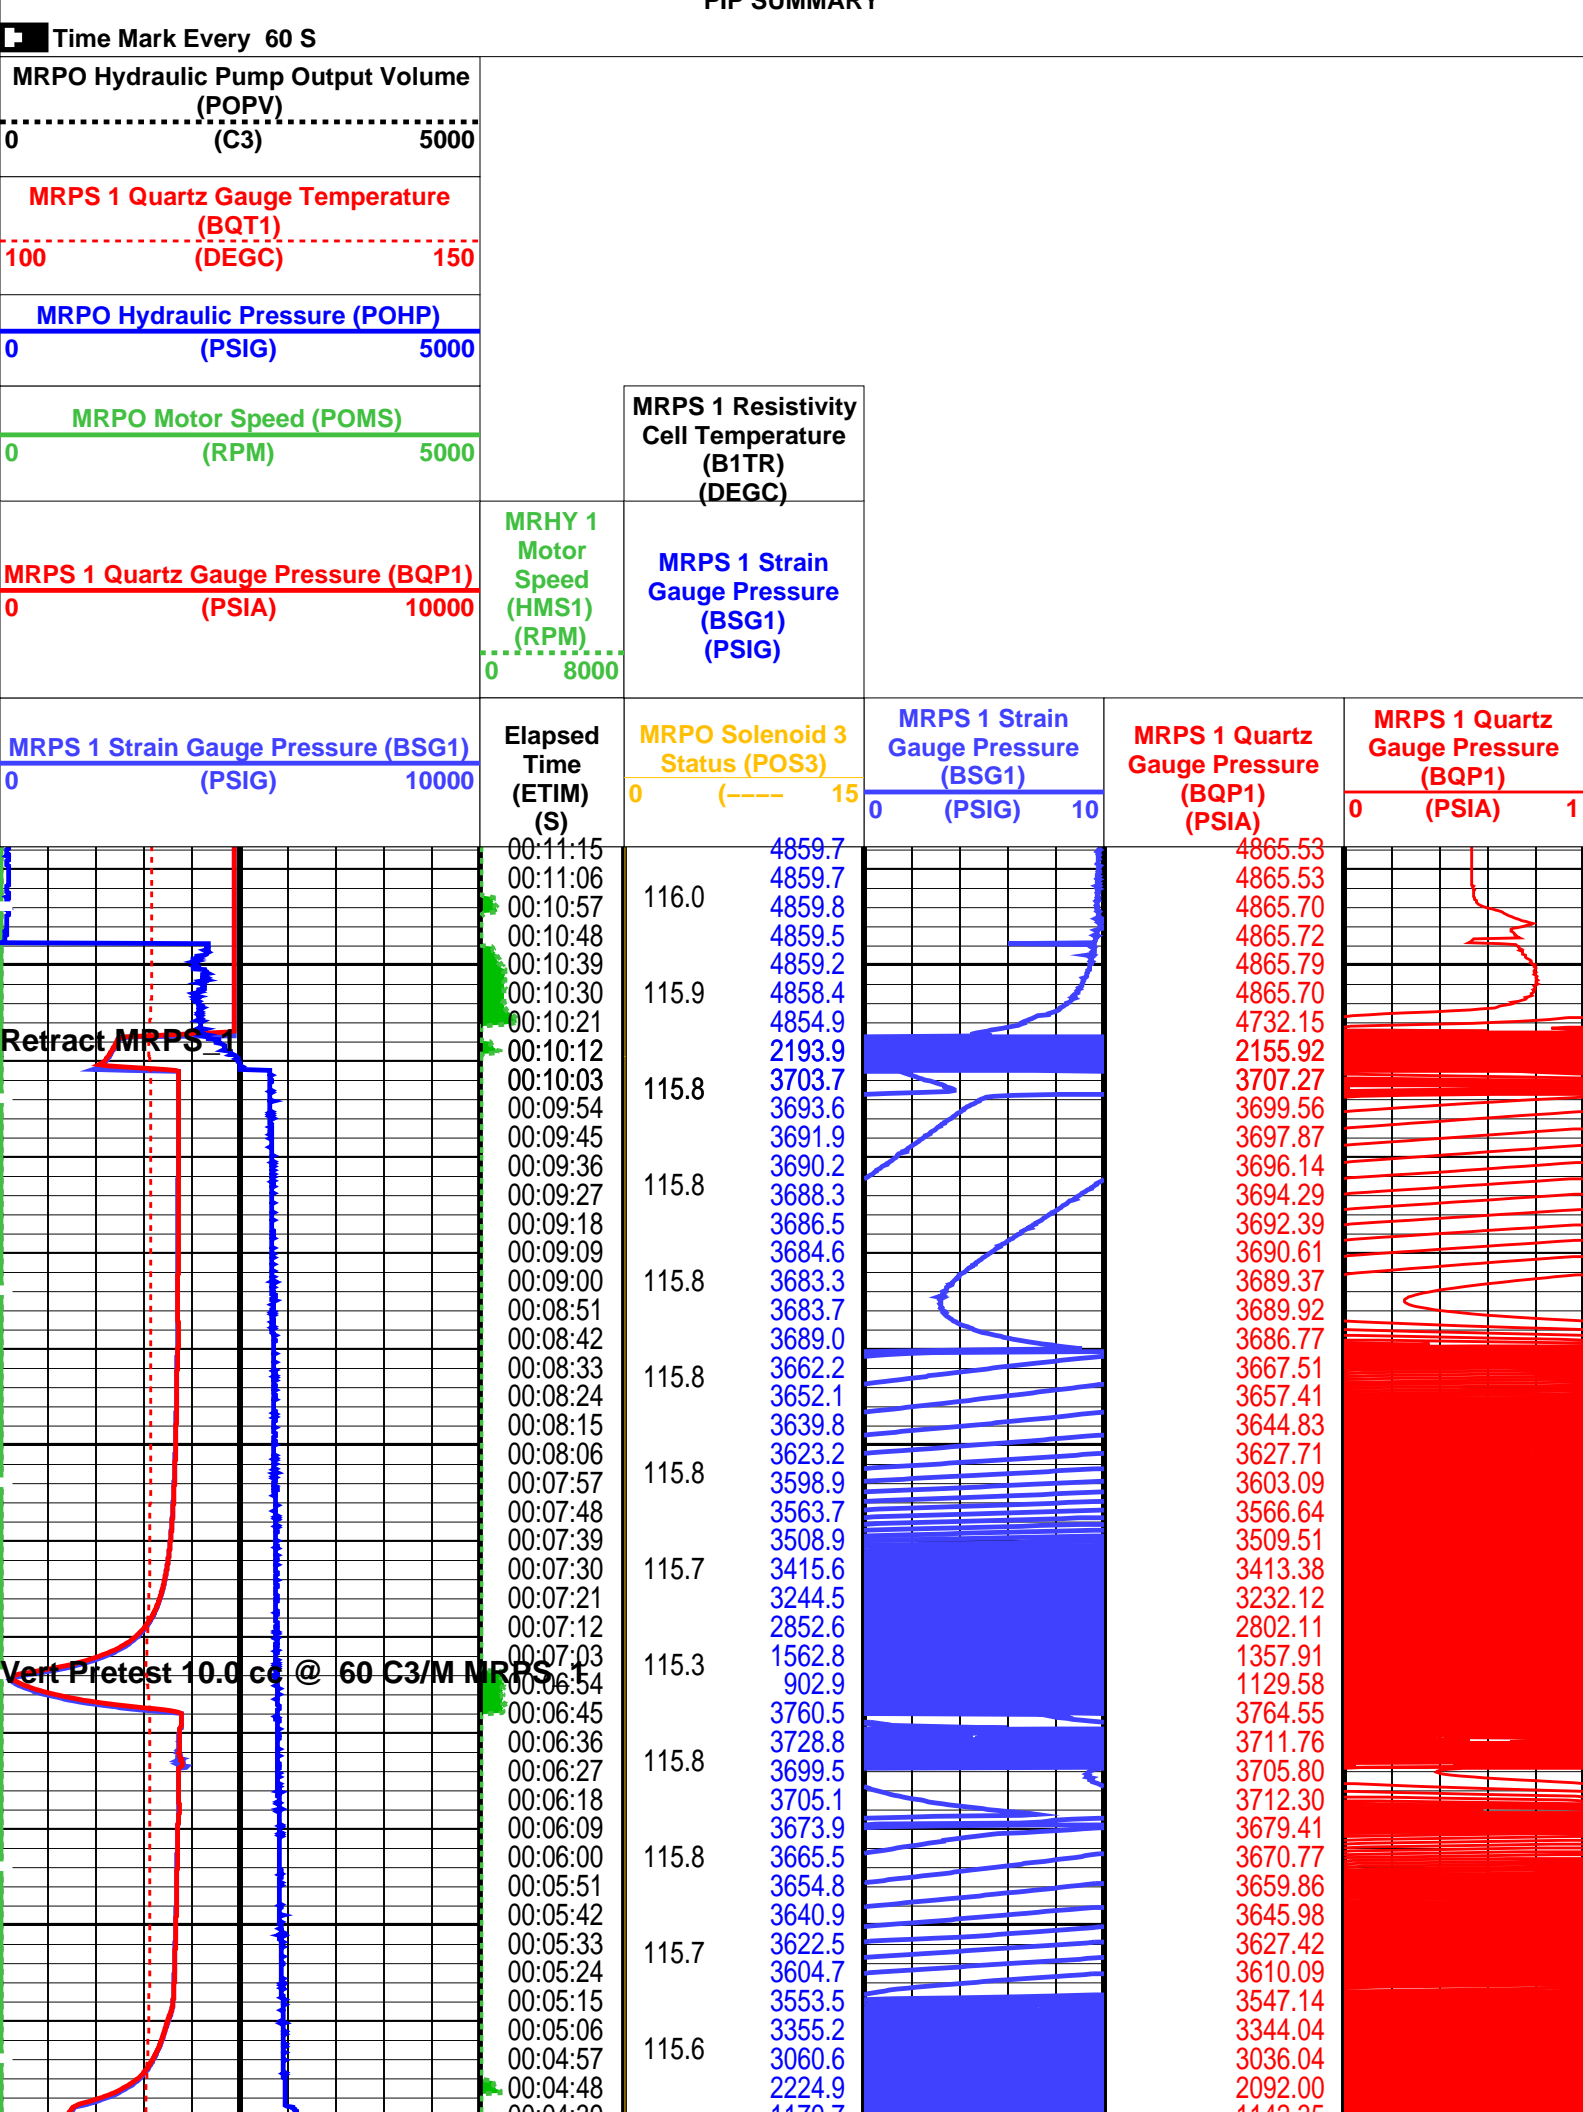 PIP SUMMARY
Time Mark Every 60 S
MRPO Hydraulic Pump Output Volume
(POPV)
0 (C3) 5000
MRPS 1 Quartz Gauge Temperature
(BQT1)
100 (DEGC) 150
MRPO Hydraulic Pressure (POHP)
0 (PSIG) 5000
MRPO Motor Speed (POMS)
0 (RPM) 5000
MRPS 1 Quartz Gauge Pressure (BQP1)
0 (PSIA) 10000
MRPS 1 Strain Gauge Pressure (BSG1)
0 (PSIG) 10000
MRHY 1
Motor
Speed
(HMS1)
(RPM)
0 8000
Elapsed
Time
(ETIM)
(S)
MRPS 1 Resistivity
Cell Temperature
(B1TR)
(DEGC)
MRPS 1 Strain
Gauge Pressure
(BSG1)
(PSIG)
MRPO Solenoid 3
Status (POS3)
0 (---- 15
MRPS 1 Strain
Gauge Pressure
(BSG1)
0 (PSIG) 10
MRPS 1 Quartz
Gauge Pressure
(BQP1)
(PSIA)
MRPS 1 Quartz
Gauge Pressure
(BQP1)
0 (PSIA) 1
00:11:15 4859.7 4865.53
00:11:06 4859.7 4865.53
00:10:57 116.0 4859.8 4865.70
00:10:48 4859.5 4865.72
00:10:39 4859.2 4865.79
00:10:30 115.9 4858.4 4865.70
00:10:21 4854.9 4732.15
Retract MRPS_1
00:10:12 2193.9 2155.92
00:10:03 115.8 3703.7 3707.27
00:09:54 3693.6 3699.56
00:09:45 3691.9 3697.87
00:09:36 3690.2 3696.14
00:09:27 115.8 3688.3 3694.29
00:09:18 3686.5 3692.39
00:09:09 3684.6 3690.61
00:09:00 115.8 3683.3 3689.37
00:08:51 3683.7 3689.92
00:08:42 3689.0 3686.77
00:08:33 115.8 3662.2 3667.51
00:08:24 3652.1 3657.41
00:08:15 3639.8 3644.83
00:08:06 3623.2 3627.71
00:07:57 115.8 3598.9 3603.09
00:07:48 3563.7 3566.64
00:07:39 3508.9 3509.51
00:07:30 115.7 3415.6 3413.38
00:07:21 3244.5 3232.12
00:07:12 2852.6 2802.11
00:07:03 115.3 1562.8 1357.91
Vert Pretest 10.0 cc @ 60 C3/M MRPS_1
00:06:54 902.9 1129.58
00:06:45 3760.5 3764.55
00:06:36 3728.8 3711.76
00:06:27 115.8 3699.5 3705.80
00:06:18 3705.1 3712.30
00:06:09 3673.9 3679.41
00:06:00 115.8 3665.5 3670.77
00:05:51 3654.8 3659.86
00:05:42 3640.9 3645.98
00:05:33 115.7 3622.5 3627.42
00:05:24 3604.7 3610.09
00:05:15 3553.5 3547.14
00:05:06 115.6 3355.2 3344.04
00:04:57 3060.6 3036.04
00:04:48 2224.9 2092.00